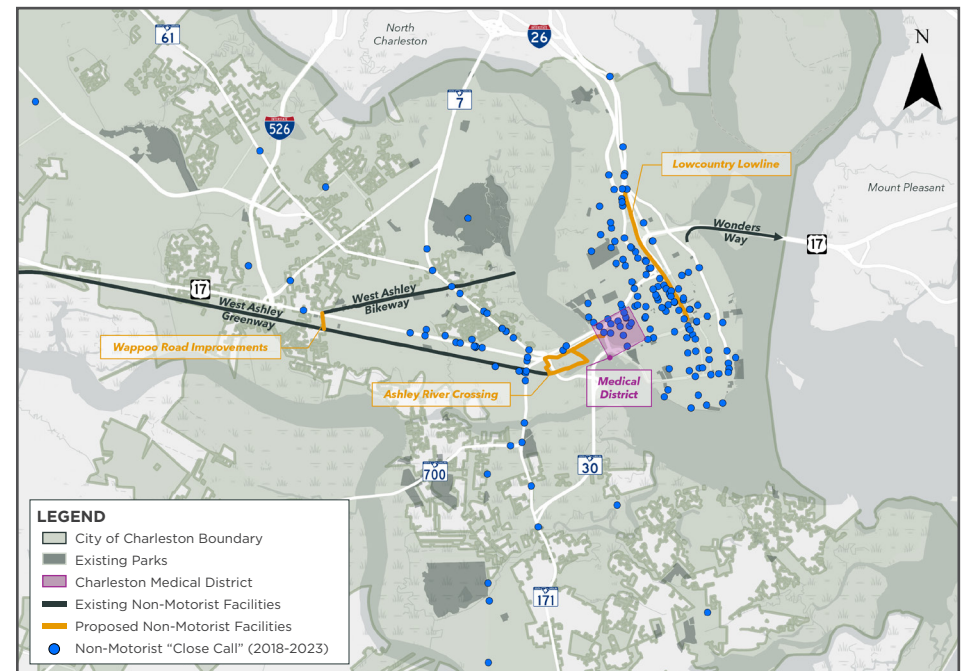 61
North
Charleston
26
N
7
526
Lowcountry Lowline
Mount Pleasant
Wonders
Way
17
17
West Ashley
Greenway
West Ashley
Bikeway
Wappoo Road Improvements
Ashley River Crossing
Medical
District
700
30
171
LEGEND
City of Charleston Boundary
Existing Parks
Charleston Medical District
Existing Non-Motorist Facilities
Proposed Non-Motorist Facilities
Non-Motorist “Close Call” (2018-2023)